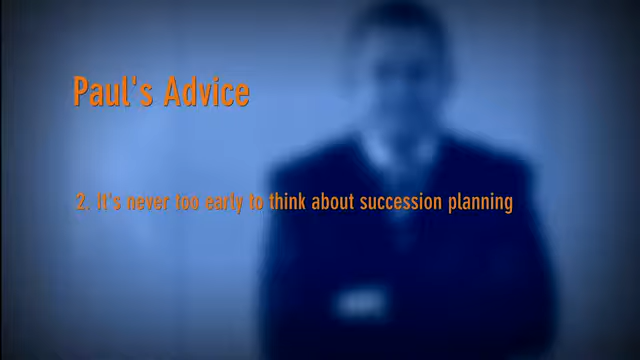 Paul's Advice
2. It's never too early to think about succession planning